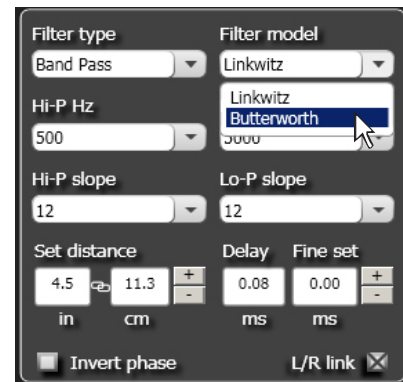 Filter type Filter model
Band Pass Linkwitz
Linkwitz
Hi-P Hz
Butterworth
500 5000
Hi-P slope Lo-P slope
12 12
Set distance Delay Fine set
4.5 11.3 + - 0.08 0.00 + -
in cm ms ms
Invert phase L/R link